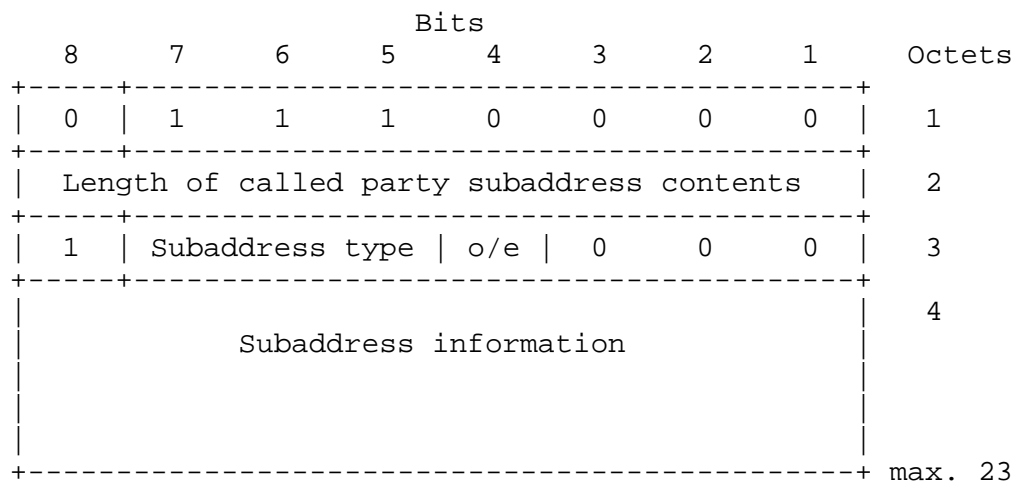 Bits
8 7 6 5 4 3 2 1 Octets
+-----+-----------------------------------------+
| 0 | 1 1 1 0 0 0 0 | 1
+-----+-----------------------------------------+
| Length of called party subaddress contents | 2
+-----+-----------------------------------------+
| 1 | Subaddress type | o/e | 0 0 0 | 3
+-----+-----------------------------------------+
| | 4
| Subaddress information |
| |
| |
| |
+-----------------------------------------------+ max. 23